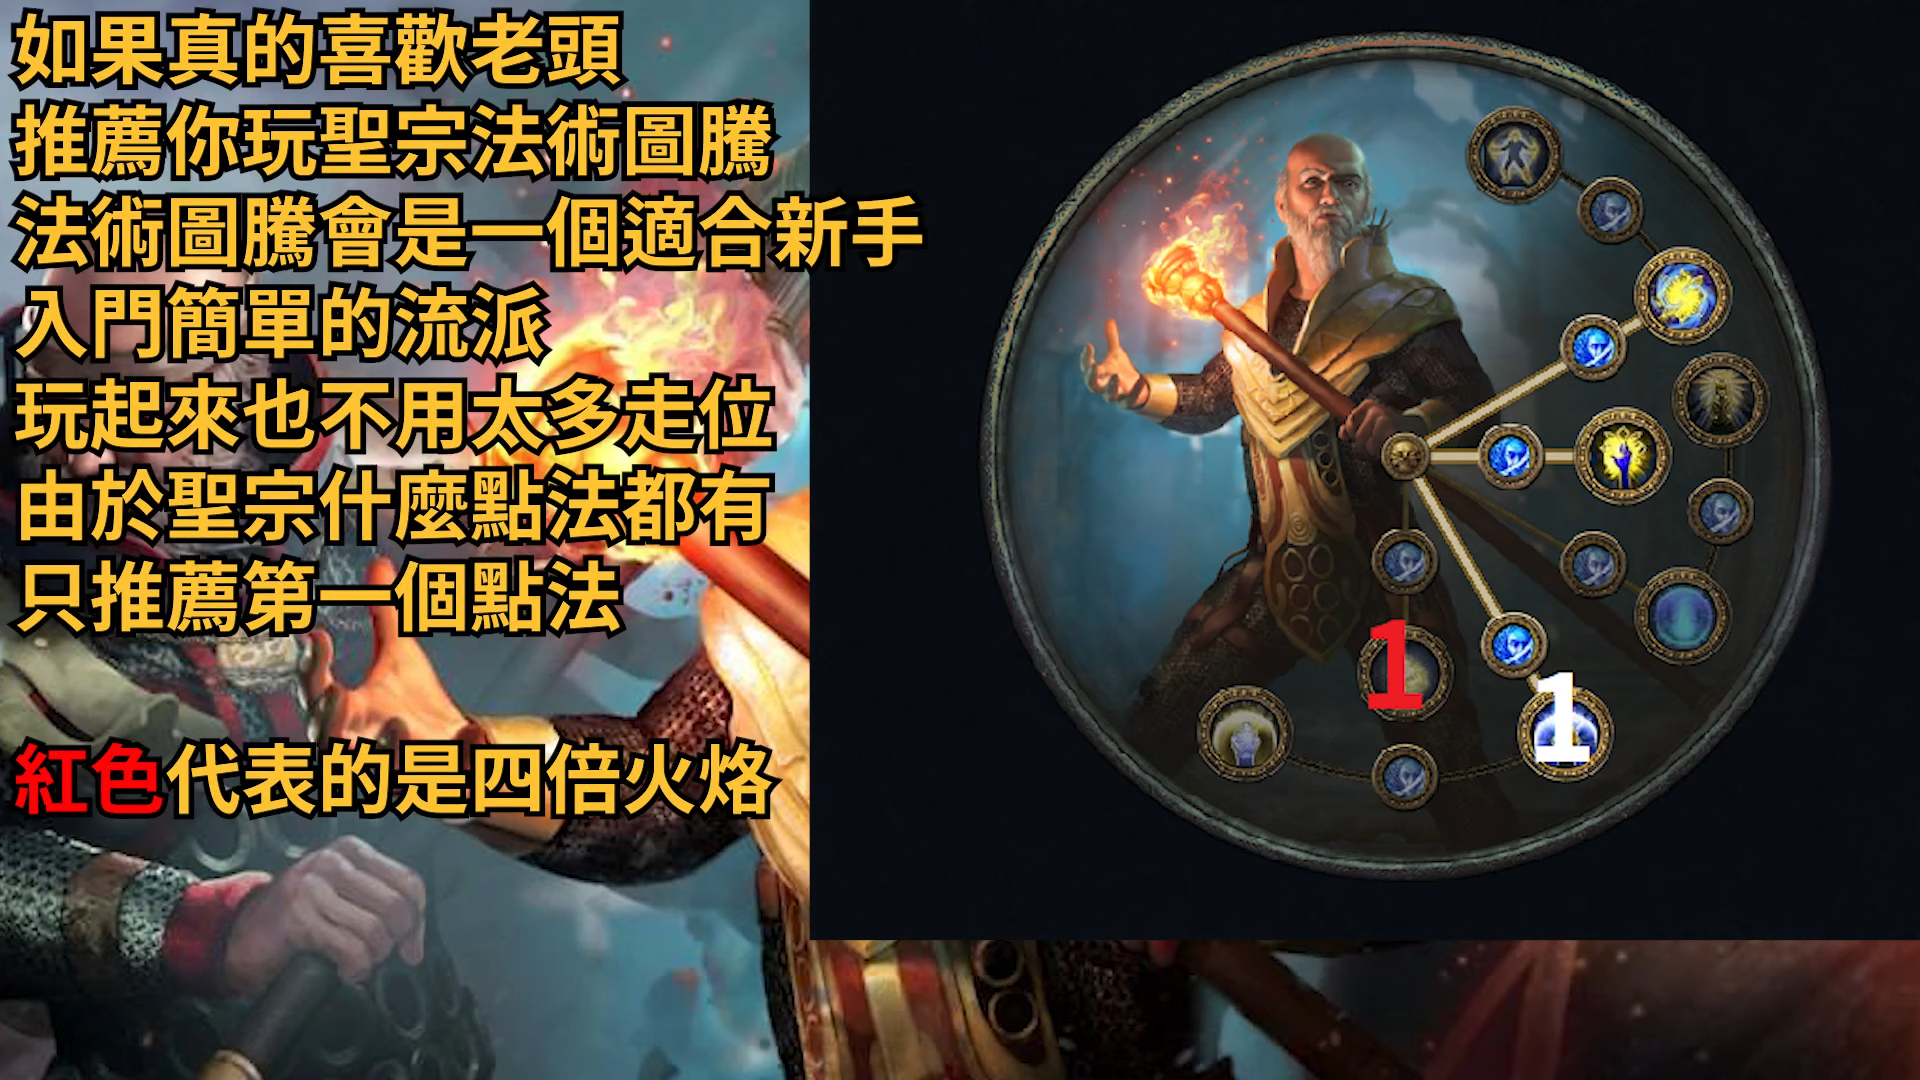 如果真的喜歡老頭
推薦你玩聖宗法術圖騰
法術圖騰會是一個適合新手
入門簡單的流派
玩起來也不用太多走位
由於聖宗什麼點法都有
只推薦第一個點法
紅色代表的是四倍火烙
1
1